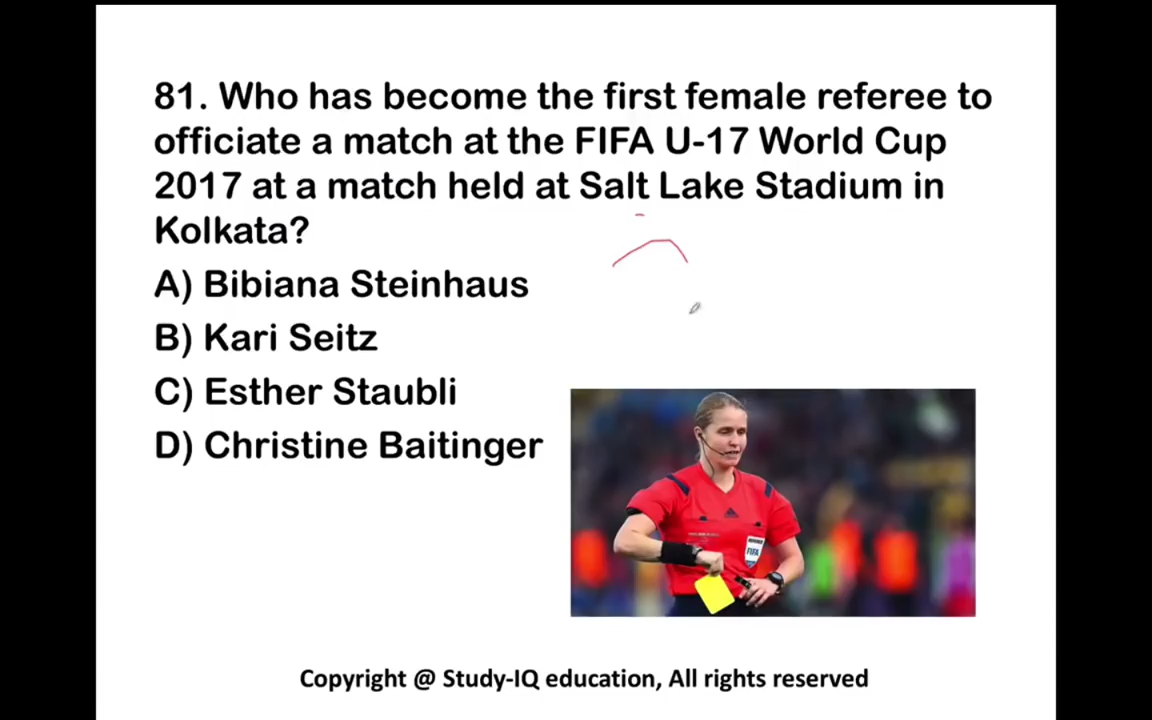 81. Who has become the first female referee to
officiate a match at the FIFA U-17 World Cup
2017 at a match held at Salt Lake Stadium in
Kolkata?
A) Bibiana Steinhaus
B) Kari Seitz
C) Esther Staubli
D) Christine Baitinger
FIFA
Copyright @ Study-IQ education, All rights reserved